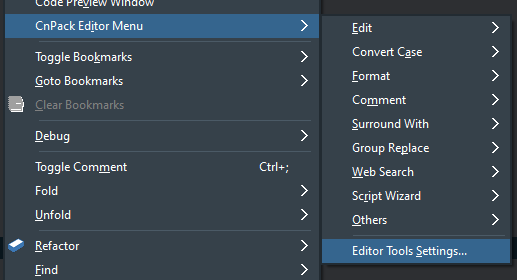 Code Preview Window
CnPack Editor Menu
Toggle Bookmarks
Goto Bookmarks
Clear Bookmarks
Debug
Toggle Comment Ctrl+;
Fold
Unfold
Refactor
Find
Edit
Convert Case
Format
Comment
Surround With
Group Replace
Web Search
Script Wizard
Others
Editor Tools Settings...